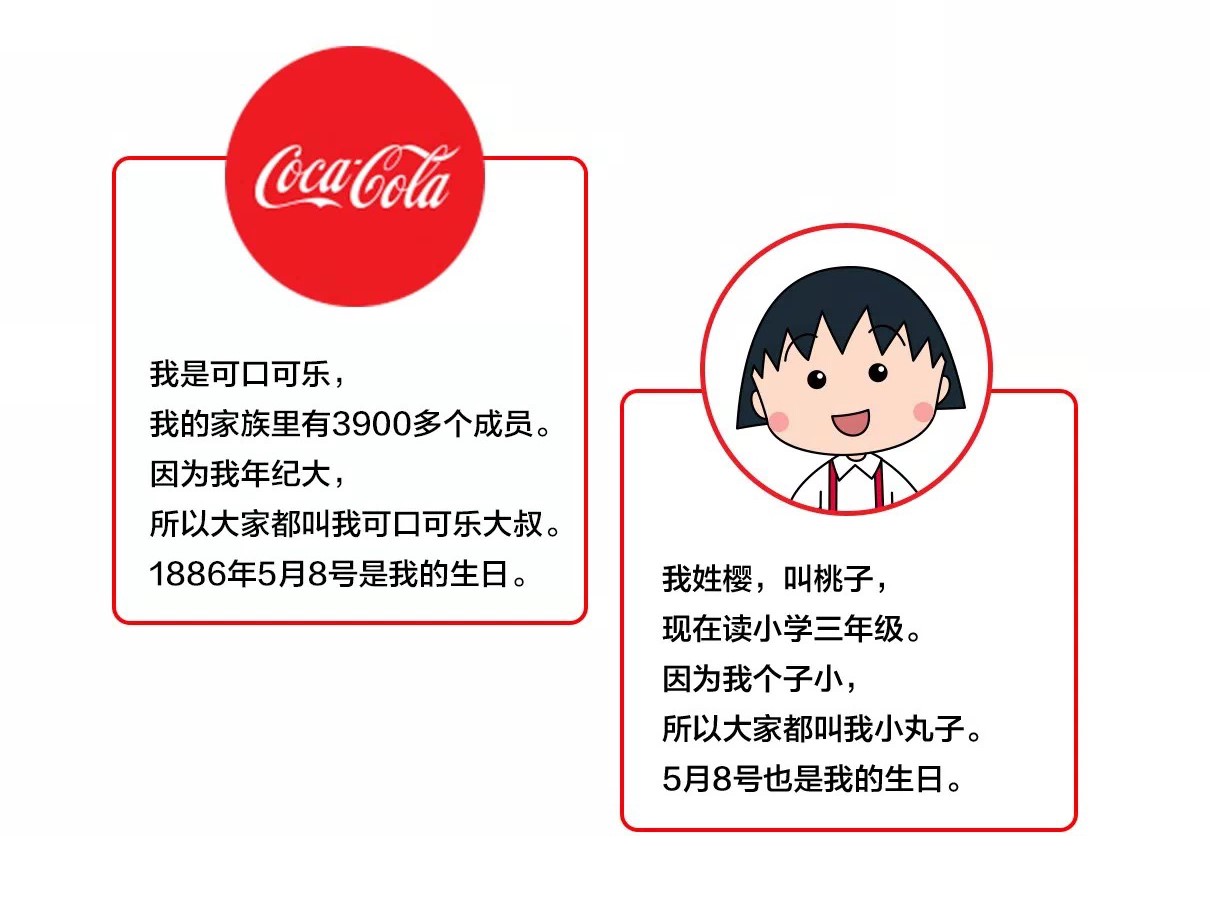 Coca-Cola
我是可口可乐，
我的家族里有3900多个成员。
因为我年纪大，
所以大家都叫我可口可乐大叔。
1886年5月8号是我的生日。
我姓樱，叫桃子，
现在读小学三年级。
因为我个子小，
所以大家都叫我小丸子。
5月8号也是我的生日。